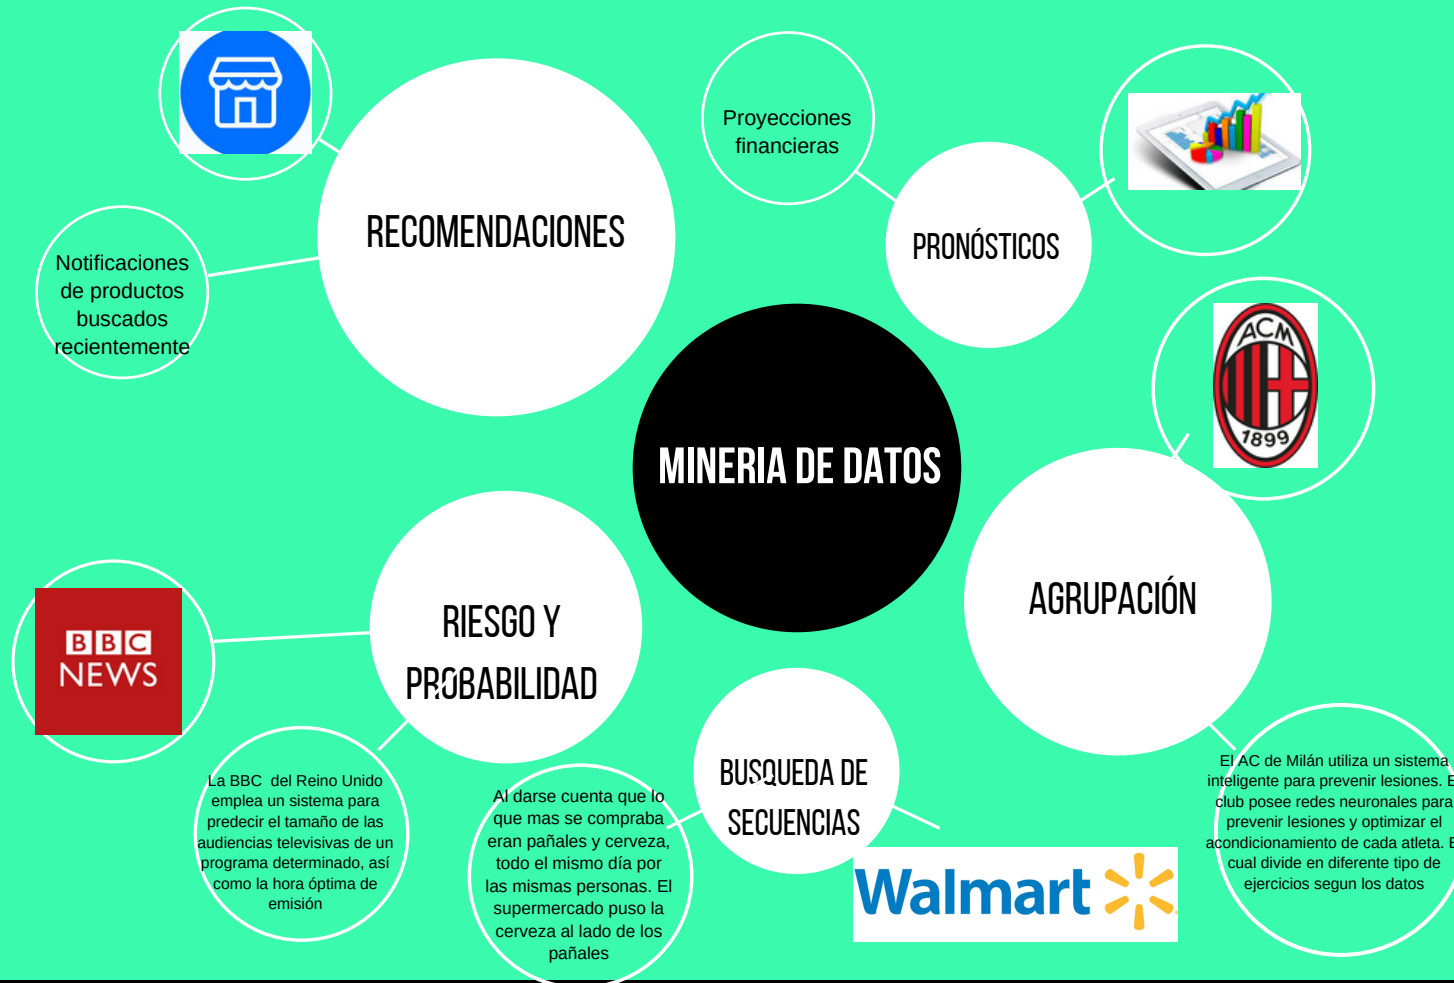 RECOMENDACIONES
Notificaciones
de productos
buscados
recientemente
Proyecciones
financieras
PRONÓSTICOS
ACM
1899
MINERIA DE DATOS
AGRUPACIÓN
El AC de Milán utiliza un sistema
inteligente para prevenir lesiones. E
club posee redes neuronales para
prevenir lesiones y optimizar el
acondicionamiento de cada atleta. E
cual divide en diferente tipo de
ejercicios segun los datos
RIESGO Y
PROBABILIDAD
BBC
NEWS
La BBC del Reino Unido
emplea un sistema para
predecir el tamaño de las
audiencias televisivas de un
programa determinado, así
como la hora óptima de
emisión
BUSQUEDA DE
SECUENCIAS
Al darse cuenta que lo
que mas se compraba
eran pañales y cerveza,
todo el mismo día por
las mismas personas. El
supermercado puso la
cerveza al lado de los
pañales
Walmart